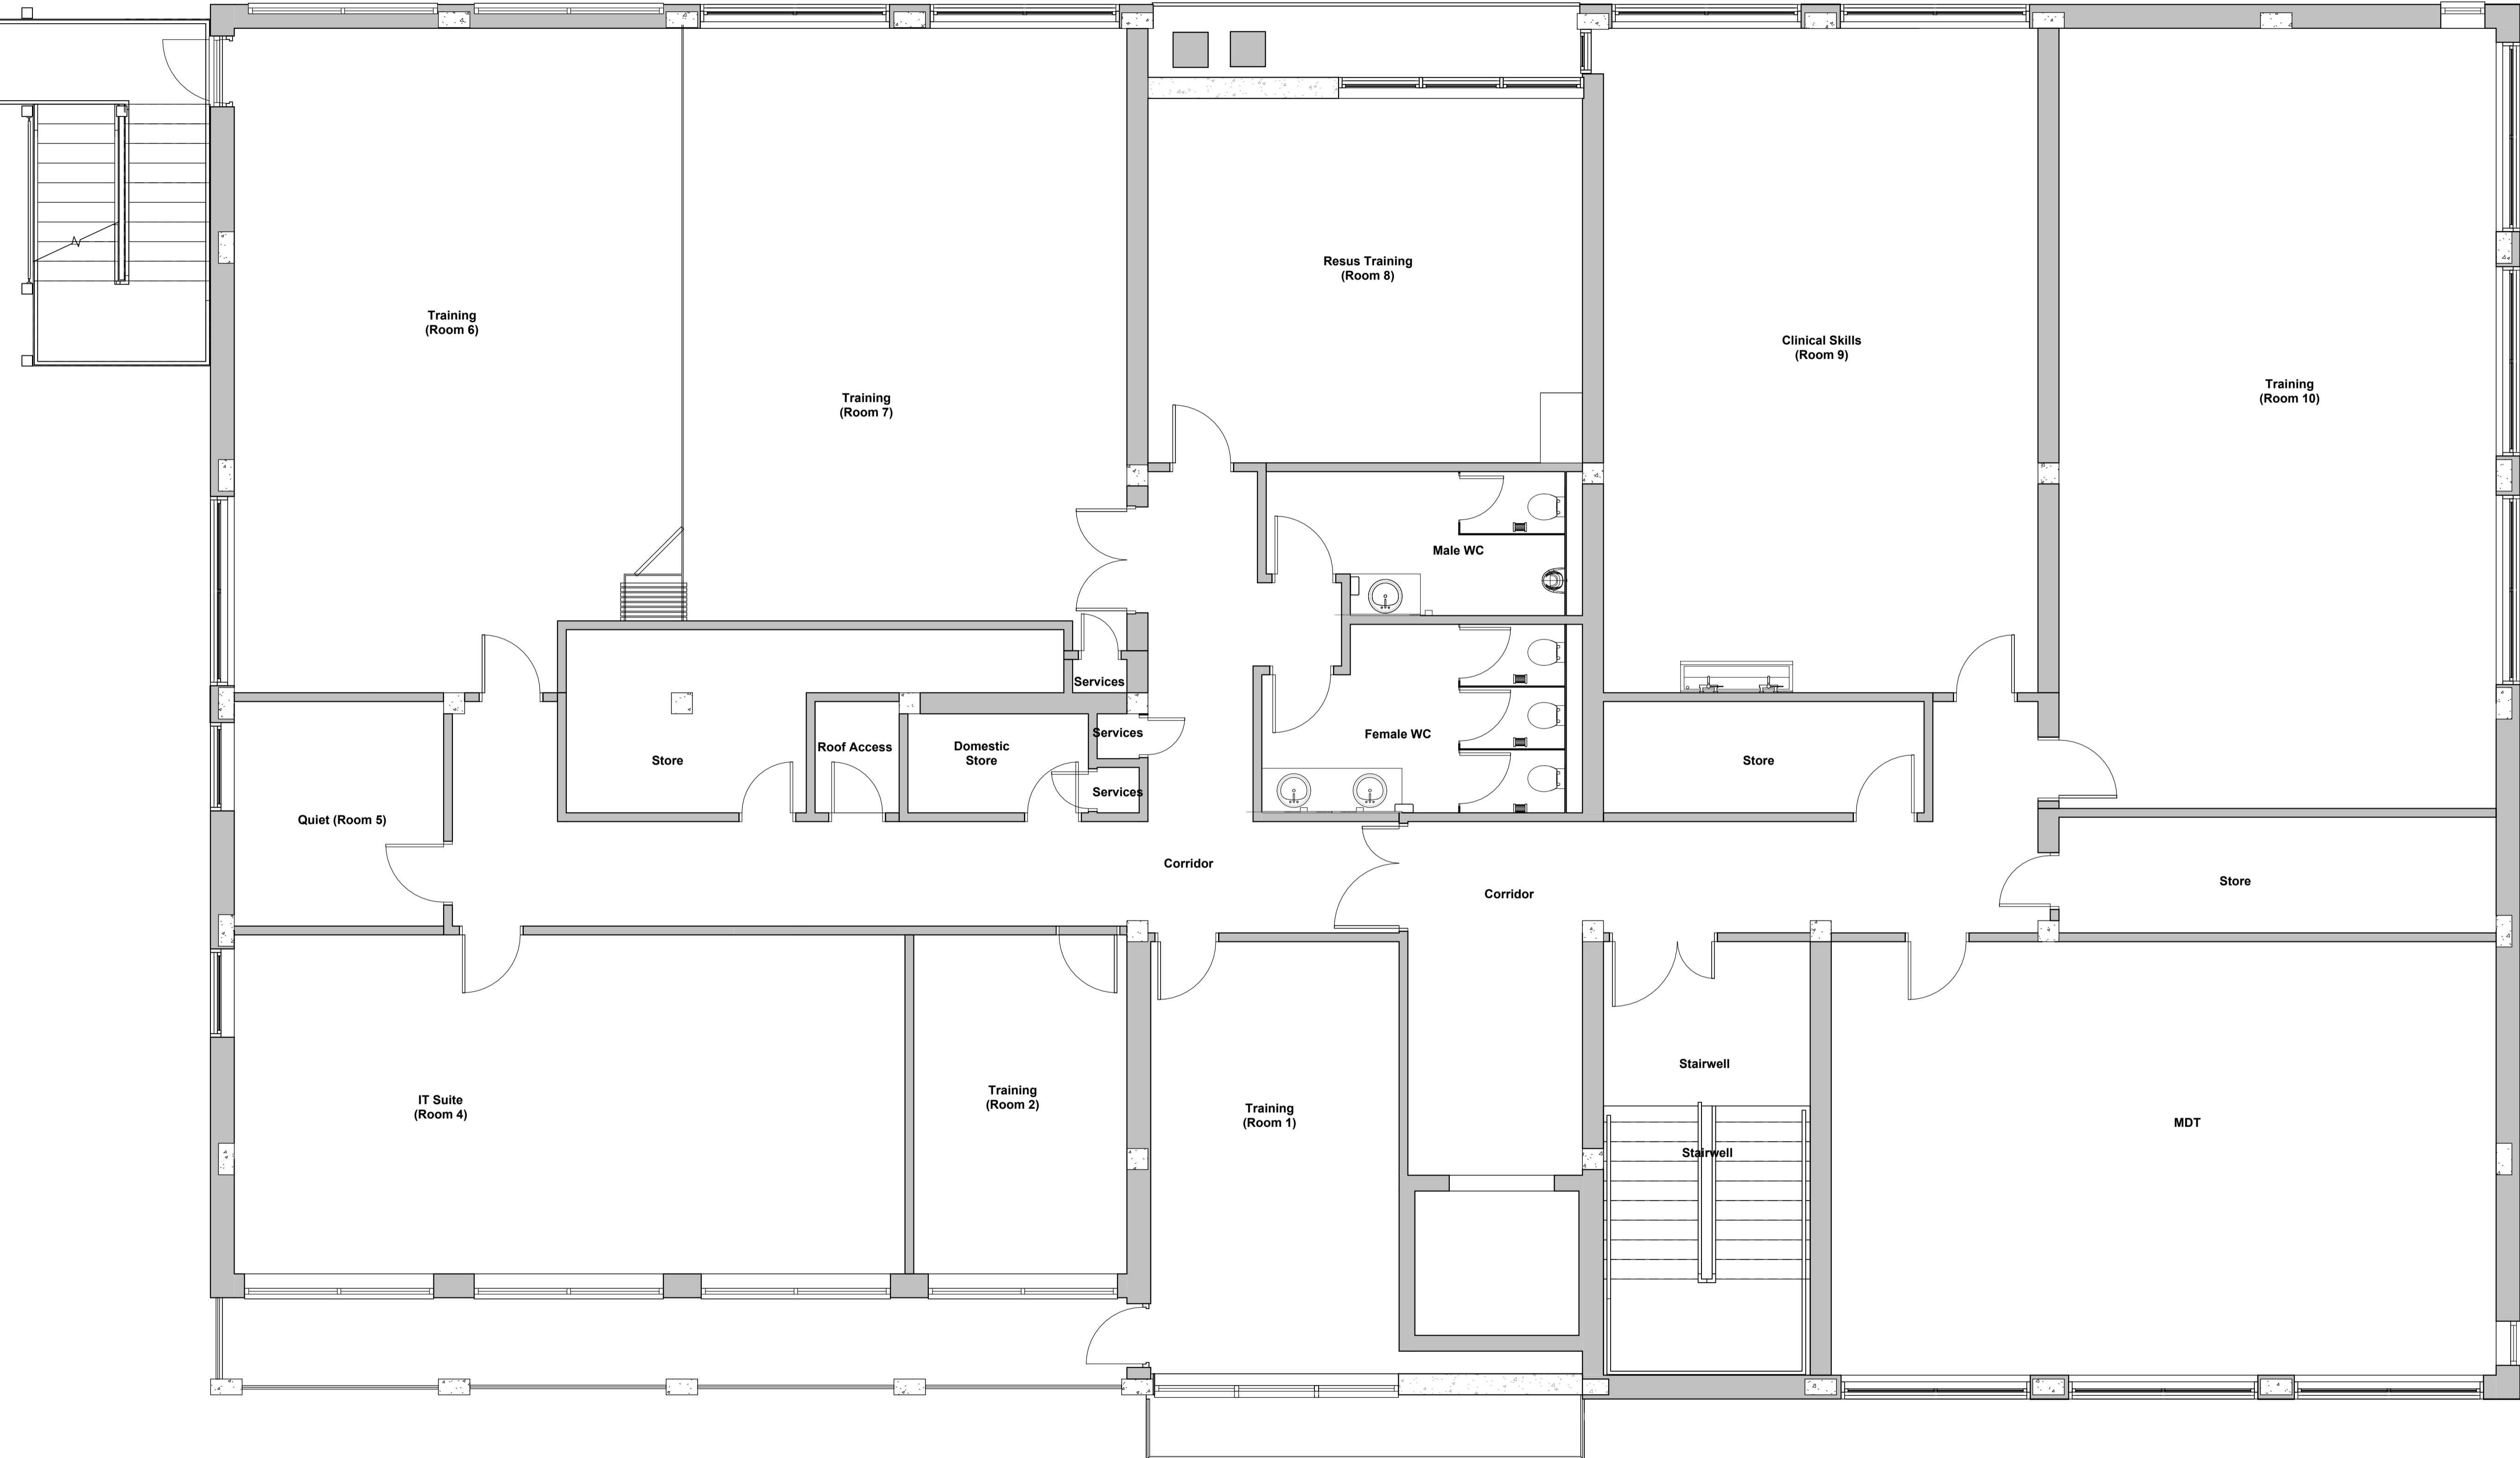 Resus Training
(Room 8)
Training
(Room 6)
Clinical Skills
(Room 9)
Training
(Room 7)
Training
(Room 10)
Male WC
Services
Services
Female WC
Roof Access
Domestic
Store
Store
Store
Services
Quiet (Room 5)
Corridor
Corridor
Store
Stairwell
IT Suite
(Room 4)
Training
(Room 2)
Training
(Room 1)
MDT
Stairwell